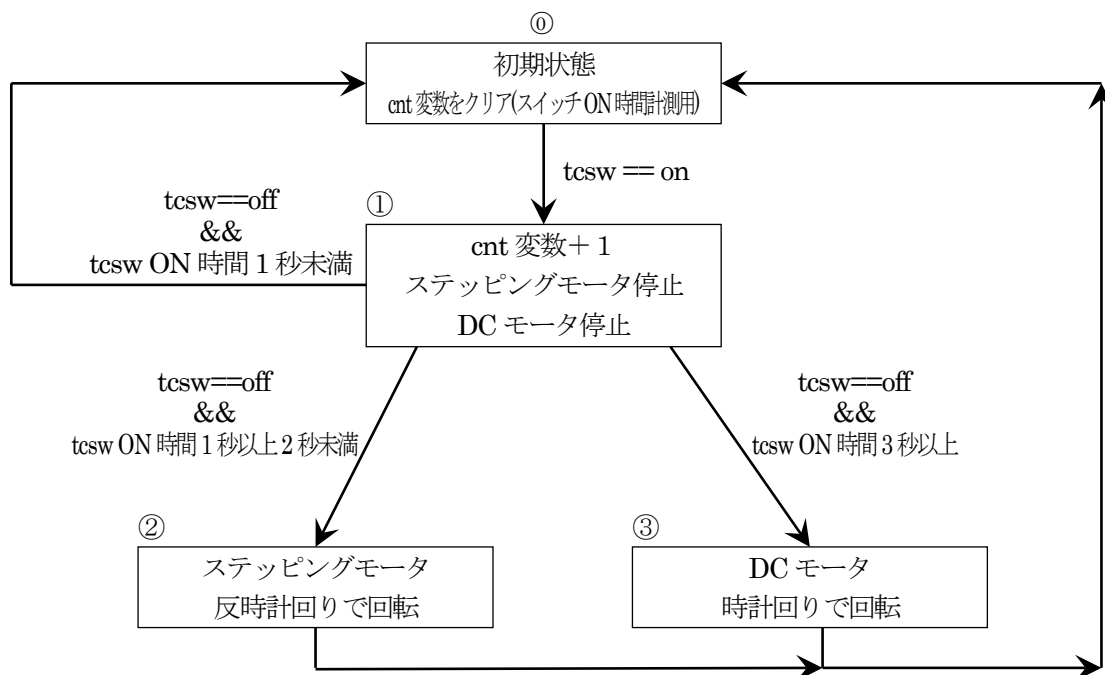 ⓪
初期状態
cnt 変数をクリア(スイッチ ON 時間計測用)
tcsw == on
tcsw==off
&&
tcsw ON 時間 1 秒未満
①
cnt 変数+1
ステッピングモータ停止
DC モータ停止
tcsw==off
&&
tcsw ON 時間 1 秒以上 2 秒未満
tcsw==off
&&
tcsw ON 時間 3 秒以上
②
ステッピングモータ
反時計回りで回転
③
DC モータ
時計回りで回転